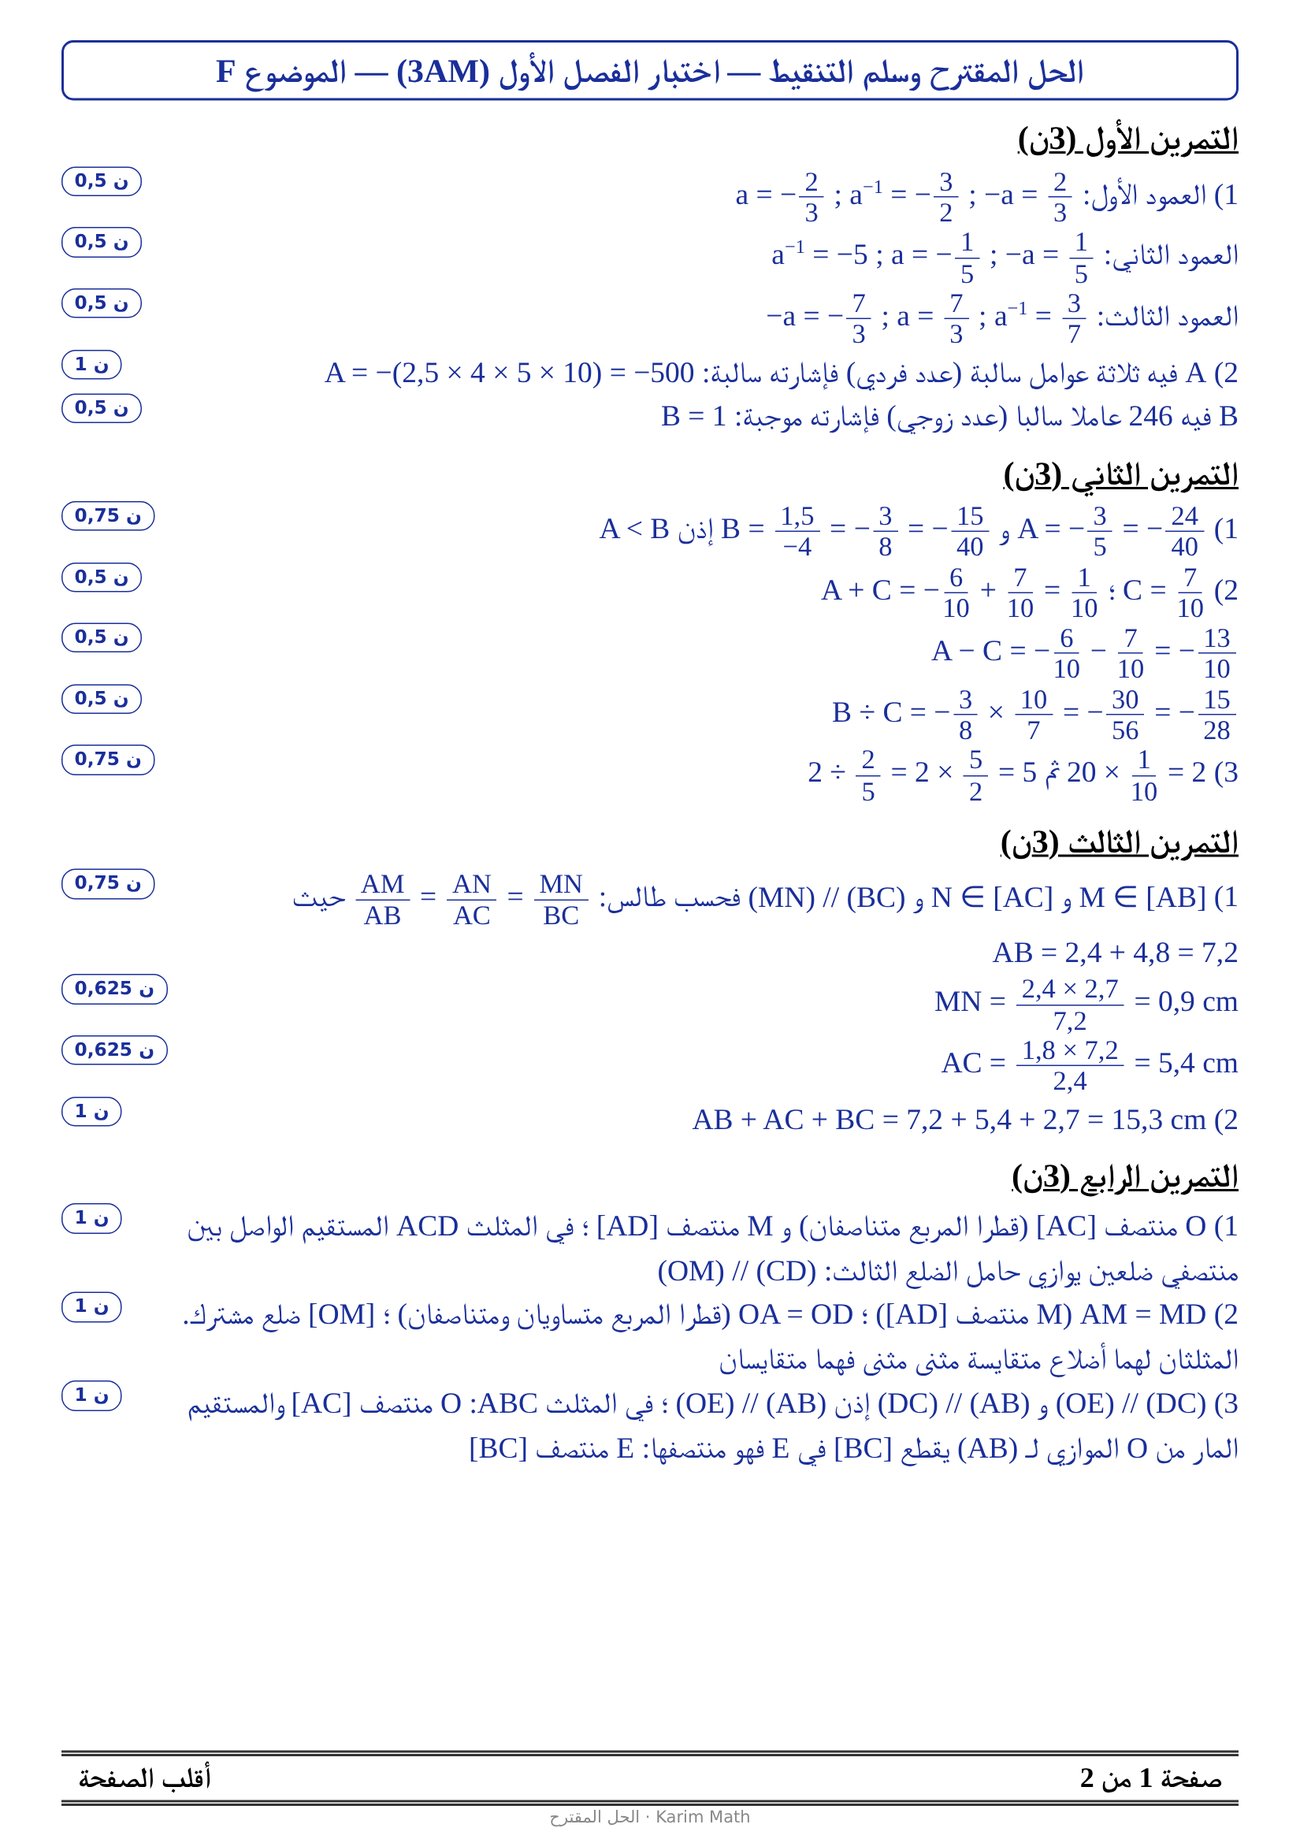 الحل المقترح وسلم التنقيط — اختبار الفصل الأول (3AM) — الموضوع F
التمرين الأول (3ن)
1) العمود الأول: −a = 2/3 ; a⁻¹ = −3/2 ; a = −2/3 ن 0,5
العمود الثاني: a⁻¹ = −5 ; a = −1/5 ; −a = 1/5 ن 0,5
العمود الثالث: −a = −7/3 ; a = 7/3 ; a⁻¹ = 3/7 ن 0,5
2) A فيه ثلاثة عوامل سالبة (عدد فردي) فإشارته سالبة: A = −(2,5 × 4 × 5 × 10) = −500 ن 1
B فيه 246 عاملا سالبا (عدد زوجي) فإشارته موجبة: B = 1 ن 0,5
التمرين الثاني (3ن)
1) A = −3/5 = −24/40 و B = 1,5/−4 = −3/8 = −15/40 إذن A < B ن 0,75
2) C = 7/10 ؛ A + C = −6/10 + 7/10 = 1/10 ن 0,5
A − C = −6/10 − 7/10 = −13/10 ن 0,5
B ÷ C = −3/8 × 10/7 = −30/56 = −15/28 ن 0,5
3) 20 × 1/10 = 2 ثم 2 ÷ 2/5 = 2 × 5/2 = 5 ن 0,75
التمرين الثالث (3ن)
1) M ∈ [AB] و N ∈ [AC] و (MN) // (BC) فحسب طالس: AM/AB = AN/AC = MN/BC حيث ن 0,75
AB = 2,4 + 4,8 = 7,2
MN = 2,4 × 2,7/7,2 = 0,9 cm ن 0,625
AC = 1,8 × 7,2/2,4 = 5,4 cm ن 0,625
2) AB + AC + BC = 7,2 + 5,4 + 2,7 = 15,3 cm ن 1
التمرين الرابع (3ن)
1) O منتصف [AC] (قطرا المربع متناصفان) و M منتصف [AD] ؛ في المثلث ACD المستقيم الواصل بين ن 1
منتصفي ضلعين يوازي حامل الضلع الثالث: (OM) // (CD)
2) AM = MD (M منتصف [AD]) ؛ OA = OD (قطرا المربع متساويان ومتناصفان) ؛ [OM] ضلع مشترك. ن 1
المثلثان لهما أضلاع متقايسة مثنى مثنى فهما متقايسان
3) (OE) // (DC) و (DC) // (AB) إذن (OE) // (AB) ؛ في المثلث ABC: O منتصف [AC] والمستقيم ن 1
المار من O الموازي لـ (AB) يقطع [BC] في E فهو منتصفها: E منتصف [BC]
صفحة 1 من 2 أقلب الصفحة
Karim Math · الحل المقترح